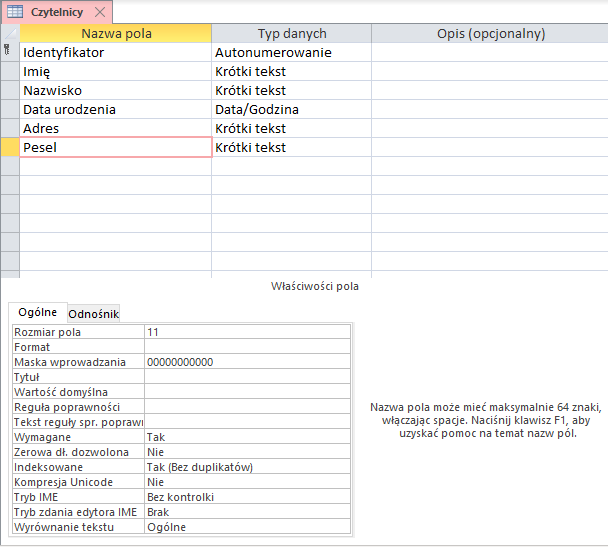 Czytelnicy
Nazwa pola Typ danych Opis (opcjonalny)
Identyfikator Autonumerowanie
Imię Krótki tekst
Nazwisko Krótki tekst
Data urodzenia Data/Godzina
Adres Krótki tekst
Pesel Krótki tekst
Właściwości pola
Ogólne Odnośnik
Rozmiar pola 11
Format
Maska wprowadzania 00000000000
Tytuł
Wartość domyślna
Reguła poprawności
Tekst reguły spr. poprawn
Wymagane Tak
Zerowa dł. dozwolona Nie
Indeksowane Tak (Bez duplikatów)
Kompresja Unicode Nie
Tryb IME Bez kontrolki
Tryb zdania edytora IME Brak
Wyrównanie tekstu Ogólne
Nazwa pola może mieć maksymalnie 64 znaki,
włączając spacje. Naciśnij klawisz F1, aby
uzyskać pomoc na temat nazw pól.